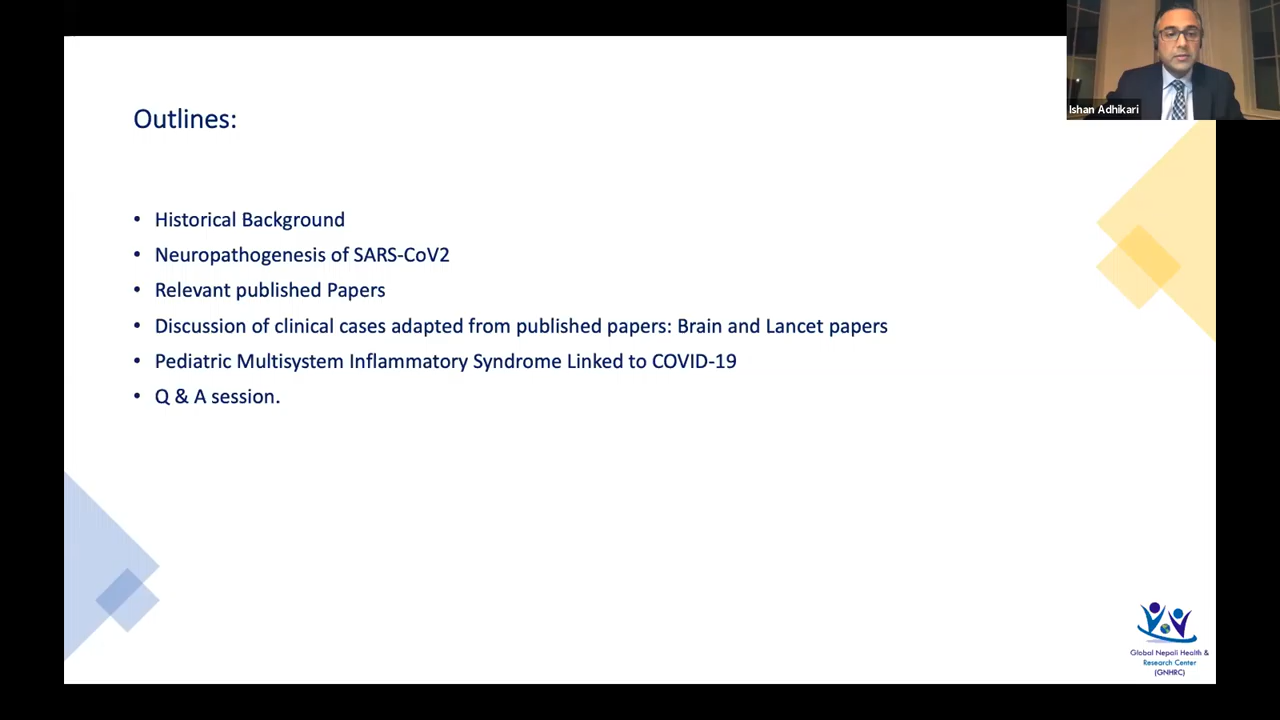 Ishan Adhikari
Outlines:
• Historical Background
• Neuropathogenesis of SARS-CoV2
• Relevant published Papers
• Discussion of clinical cases adapted from published papers: Brain and Lancet papers
• Pediatric Multisystem Inflammatory Syndrome Linked to COVID-19
• Q & A session.
Global Nepali Health &
Research Center
(GNHRC)